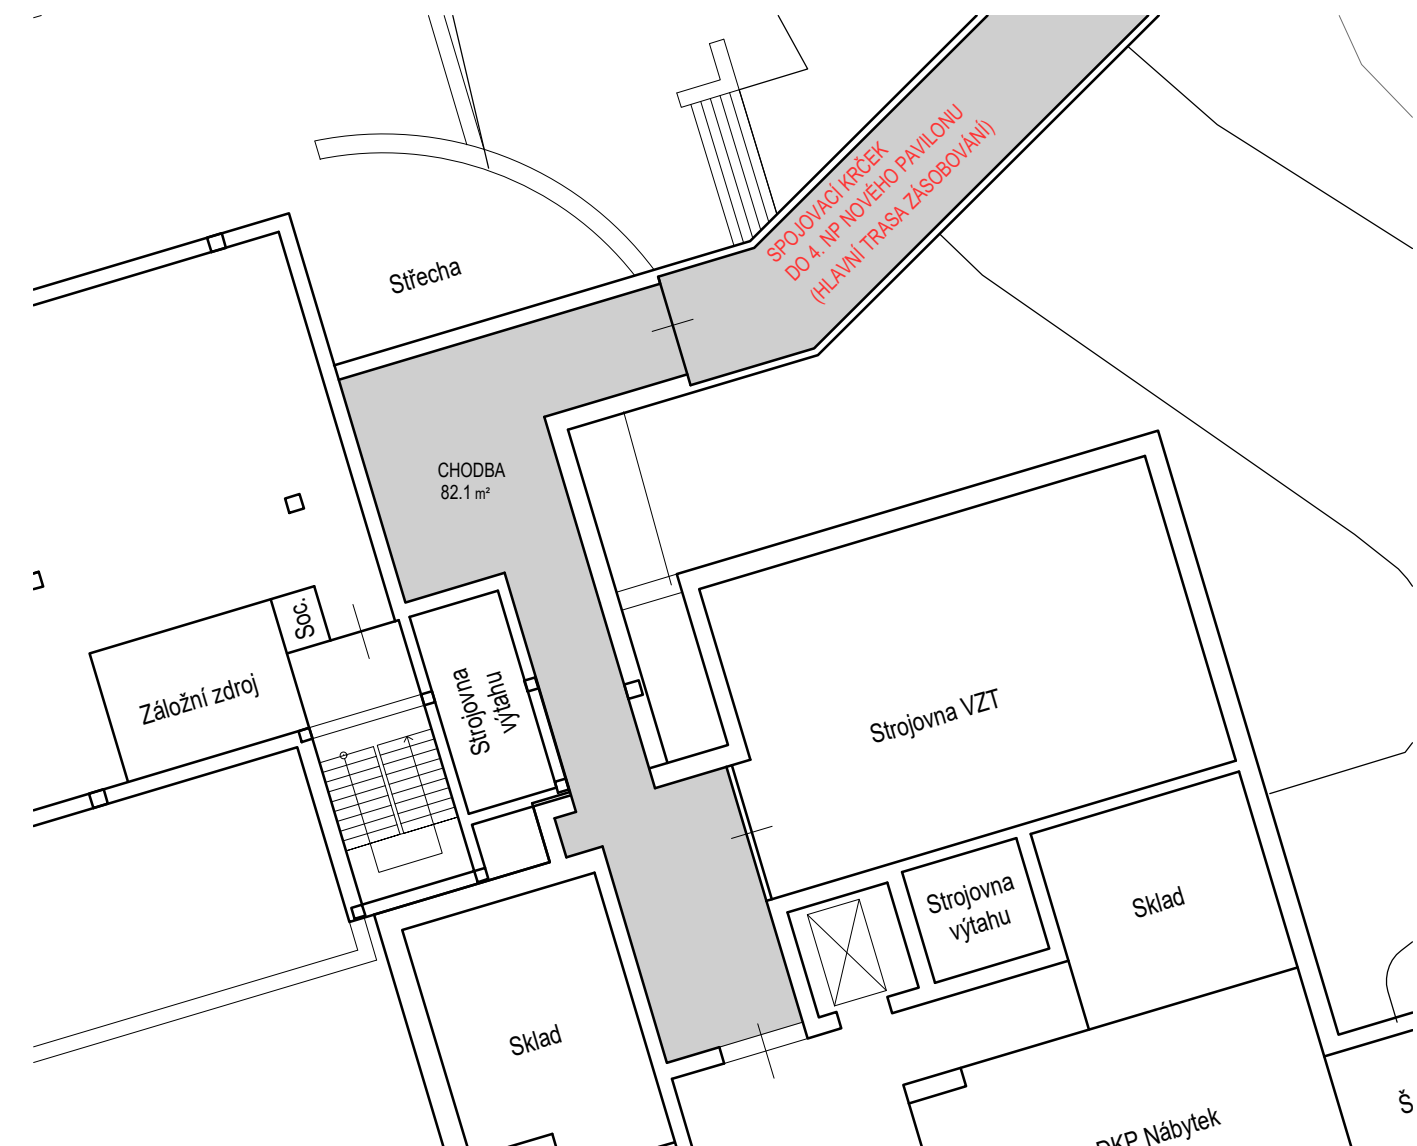 SPOJOVACÍ KRČEK
DO 4. NP NOVÉHO PAVILONU
(HLAVNÍ TRASA ZÁSOBOVÁNÍ)
Střecha
CHODBA
82.1 m²
Soc.
Záložní zdroj
Strojovna
výtahu
Strojovna VZT
Strojovna
výtahu
Sklad
Sklad
DKP Nábytek
Š